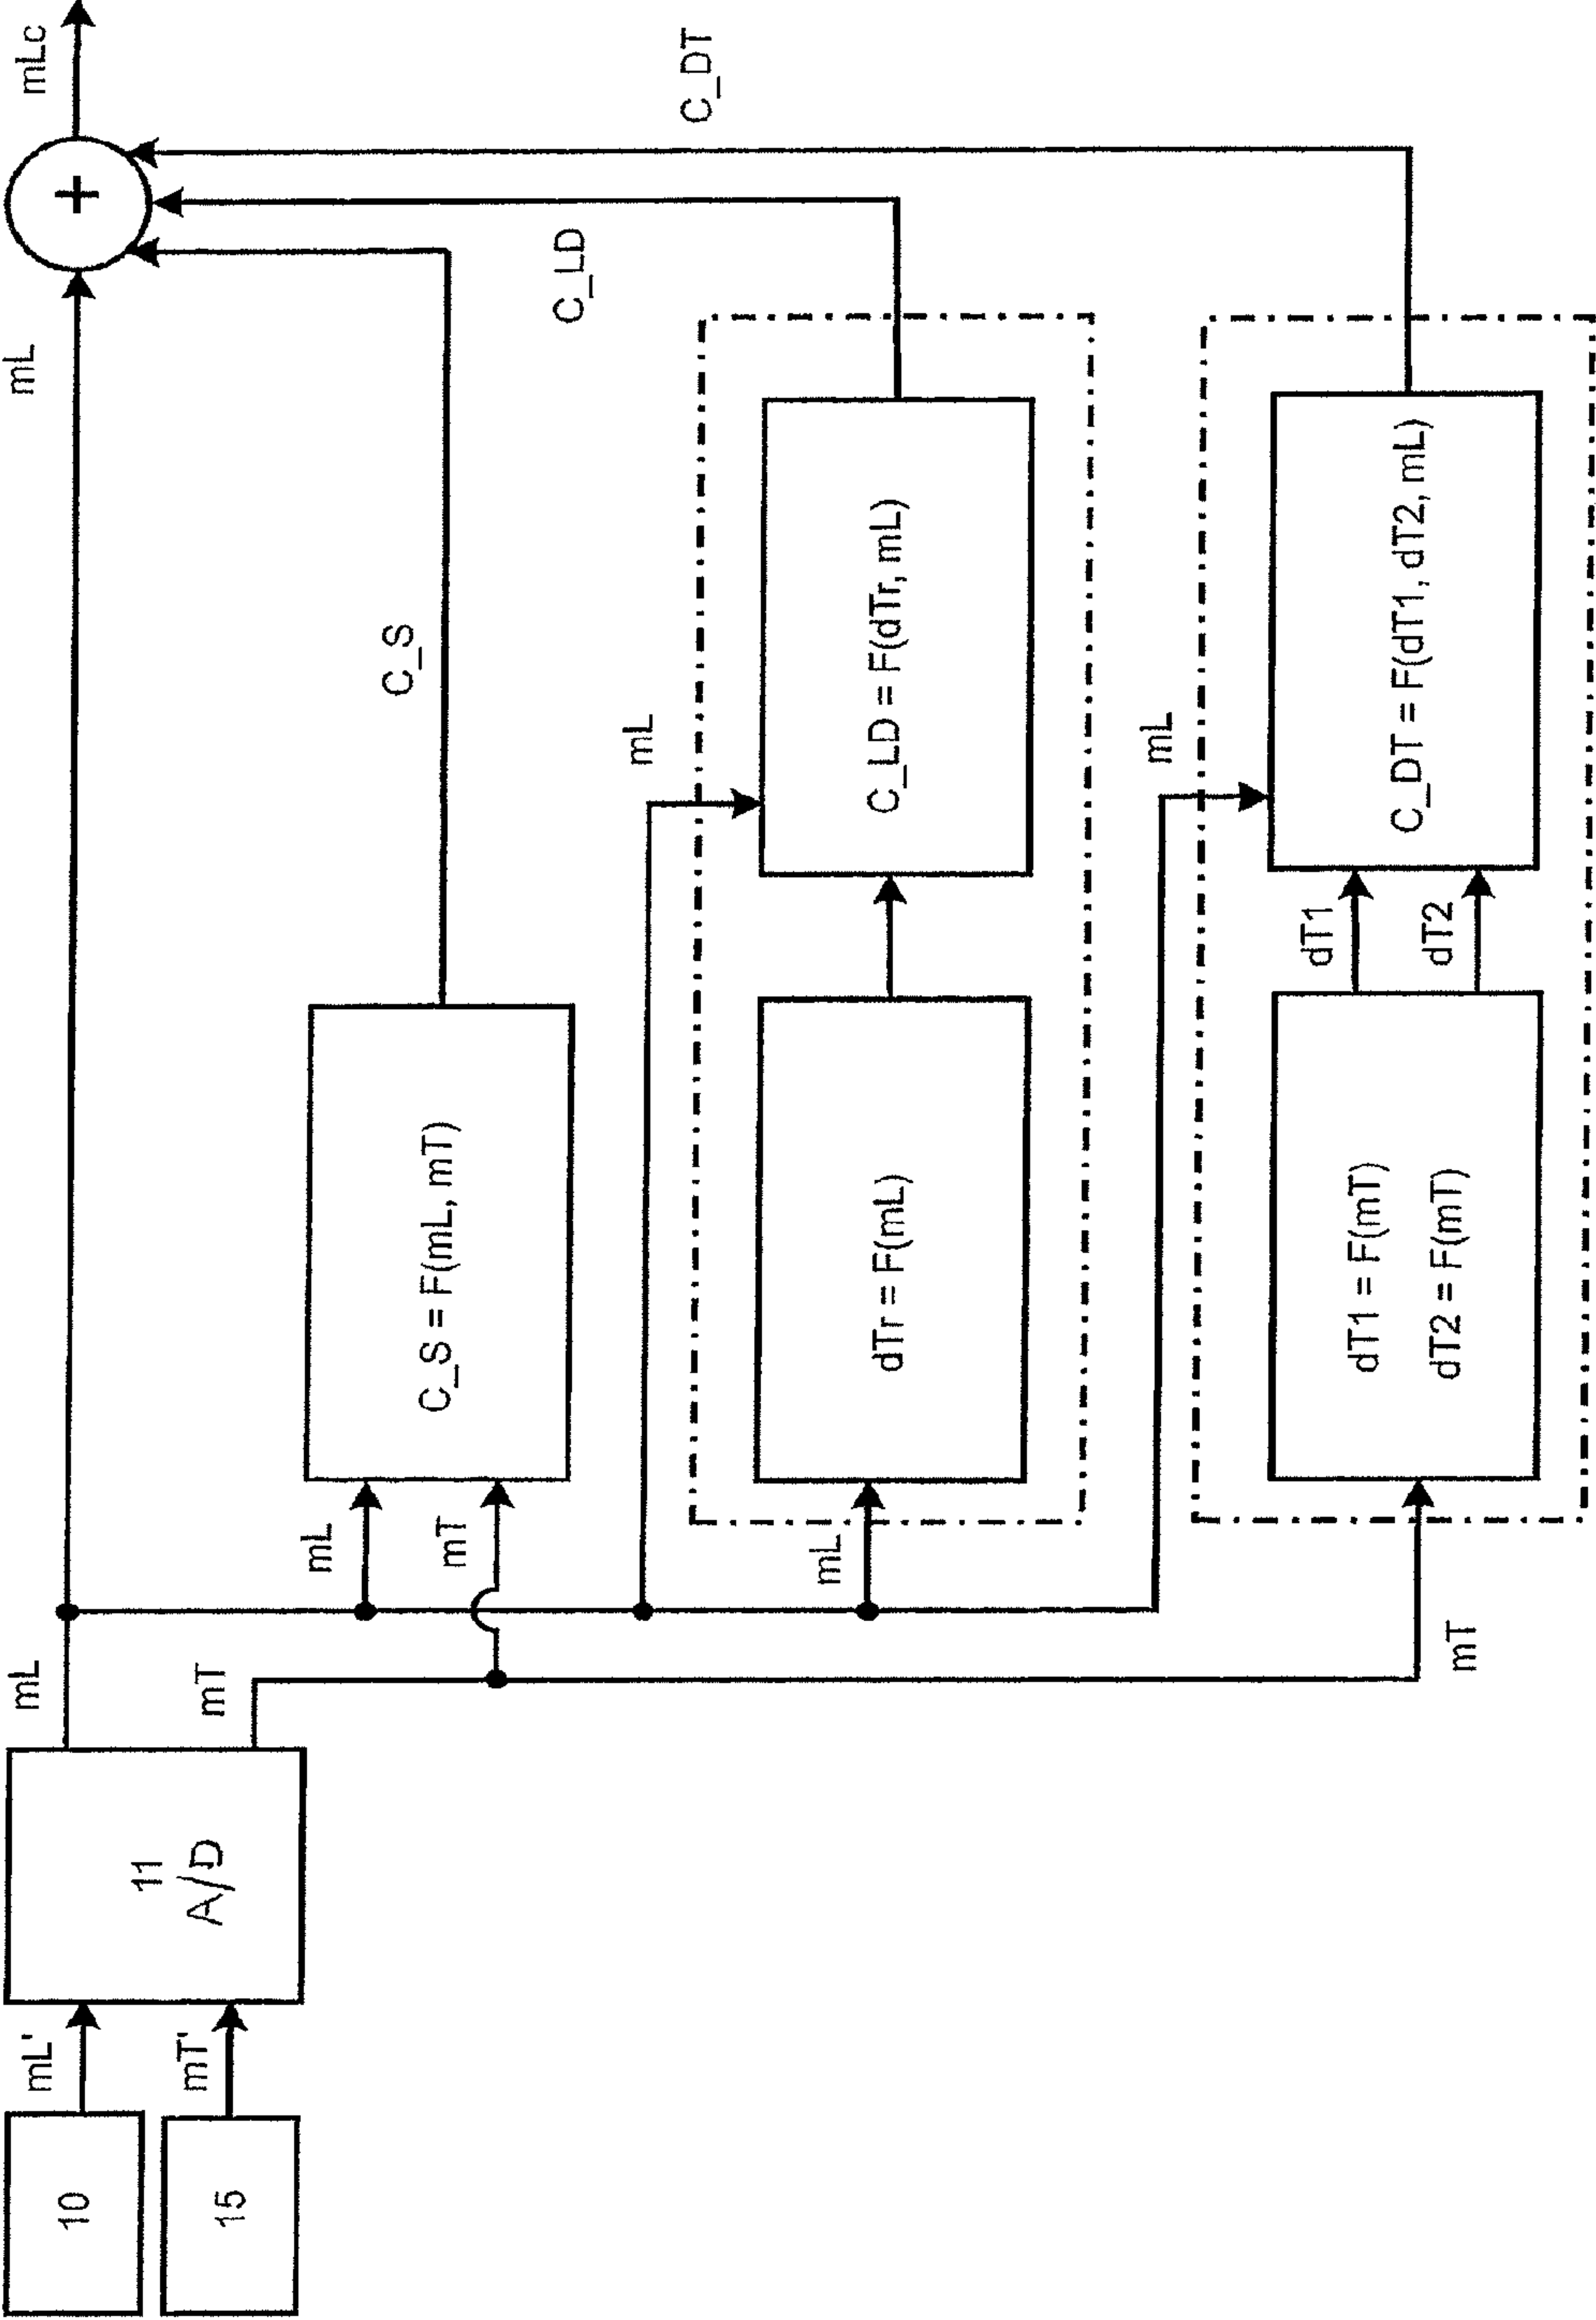 10
15
mL'
mT'
11
A/D
mL
mT
mL
mT
C_S = F(mL, mT)
C_S
mL
mLc
+
mL
dTr = F(mL)
mL
C_LD = F(dTr, mL)
C_LD
mT
dT1 = F(mT)
dT2 = F(mT)
dT1
dT2
mL
C_DT = F(dT1, dT2, mL)
C_DT